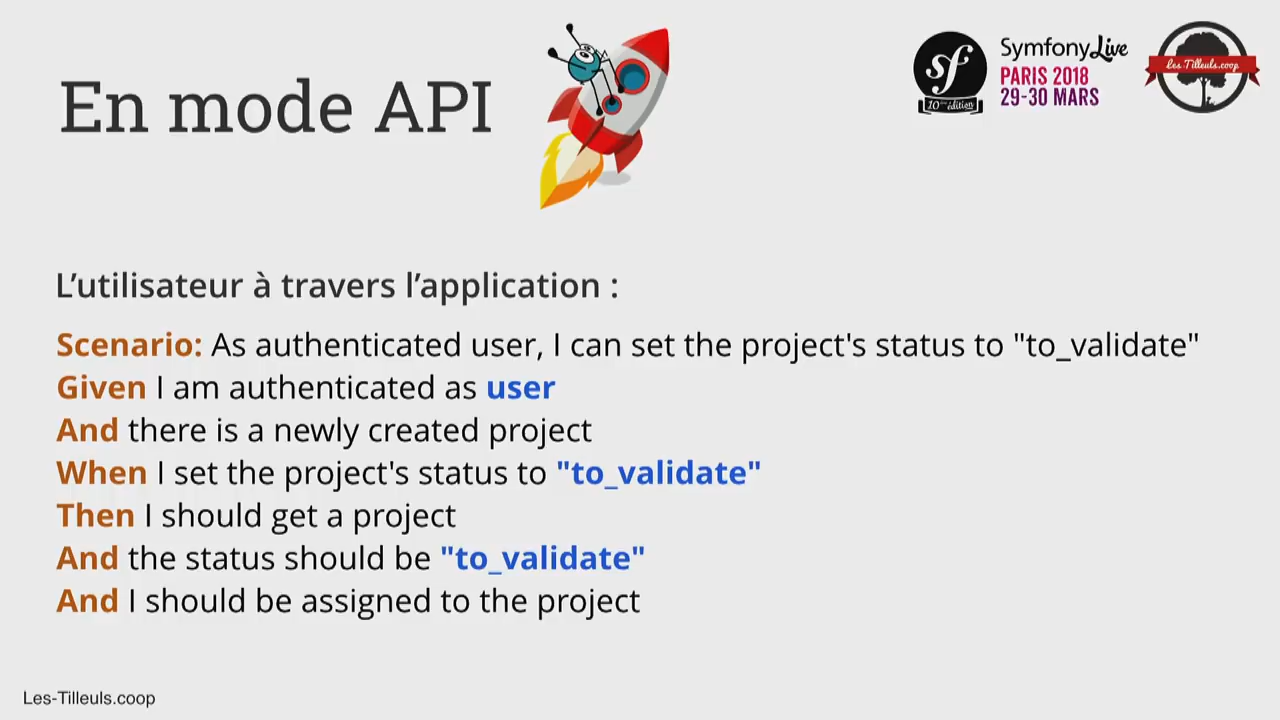 En mode API
sf
10ème édition
SymfonyLive
PARIS 2018
29-30 MARS
Les-Tilleuls.coop
L’utilisateur à travers l’application :
Scenario: As authenticated user, I can set the project's status to "to_validate"
Given I am authenticated as user
And there is a newly created project
When I set the project's status to "to_validate"
Then I should get a project
And the status should be "to_validate"
And I should be assigned to the project
Les-Tilleuls.coop